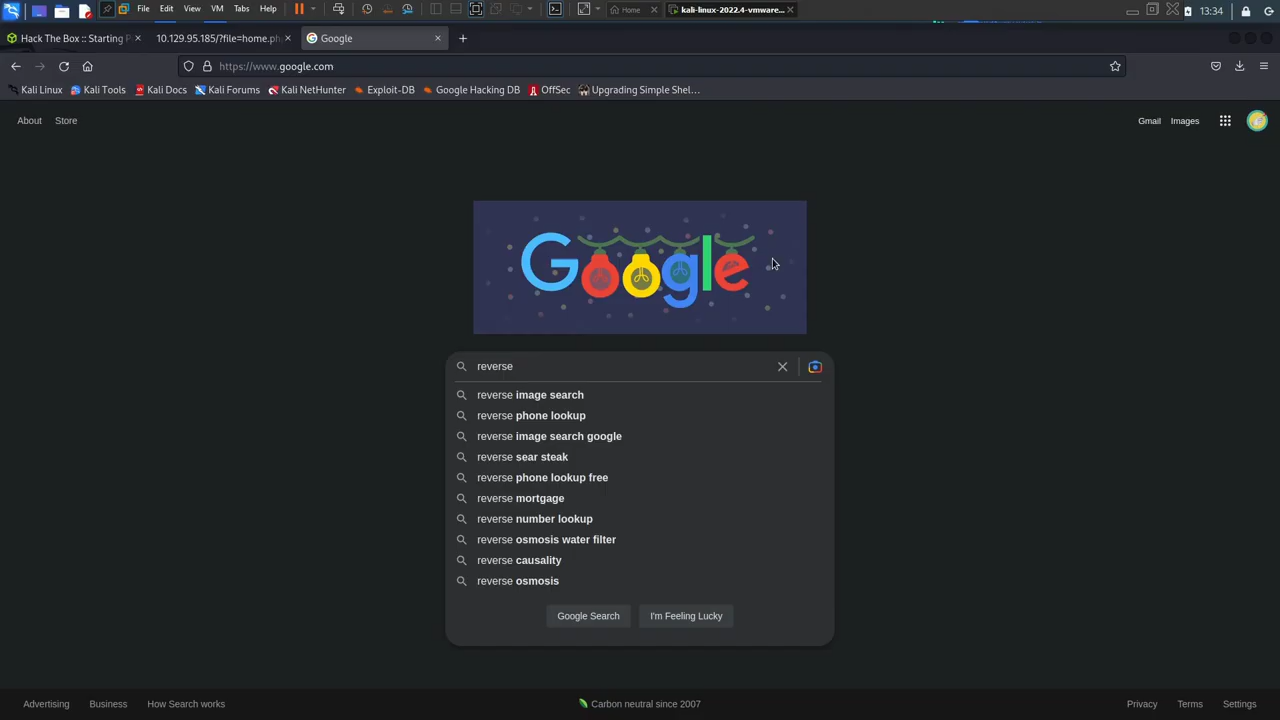 File Edit View VM Tabs Help Home kali-linux-2022.4-vmware... 13:34
Hack The Box :: Starting P 10.129.95.185/?file=home.ph Google
https://www.google.com
Kali Linux Kali Tools Kali Docs Kali Forums Kali NetHunter Exploit-DB Google Hacking DB OffSec Upgrading Simple Shel...
About Store Gmail Images
Google
reverse
reverse image search
reverse phone lookup
reverse image search google
reverse sear steak
reverse phone lookup free
reverse mortgage
reverse number lookup
reverse osmosis water filter
reverse causality
reverse osmosis
Google Search I'm Feeling Lucky
Advertising Business How Search works Carbon neutral since 2007 Privacy Terms Settings